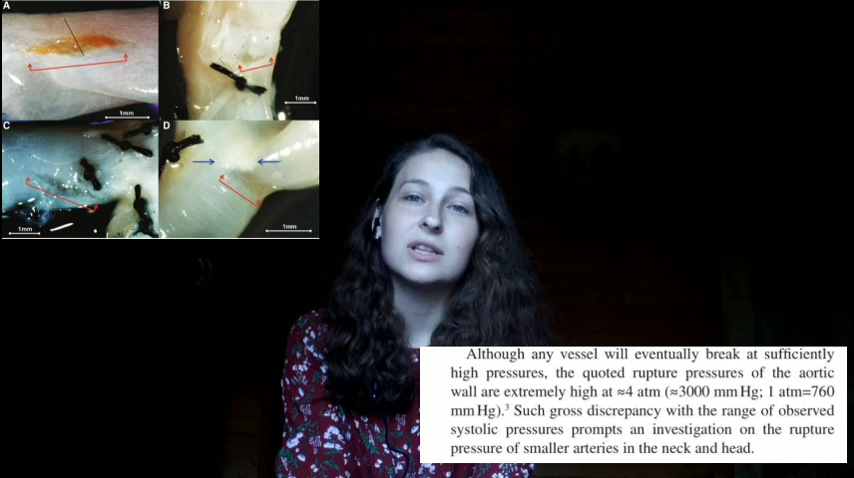 A
B
1mm
1mm
C
D
1mm
1mm
Although any vessel will eventually break at sufficiently
high pressures, the quoted rupture pressures of the aortic
wall are extremely high at ≈4 atm (≈3000 mm Hg; 1 atm=760
mm Hg).³ Such gross discrepancy with the range of observed
systolic pressures prompts an investigation on the rupture
pressure of smaller arteries in the neck and head.